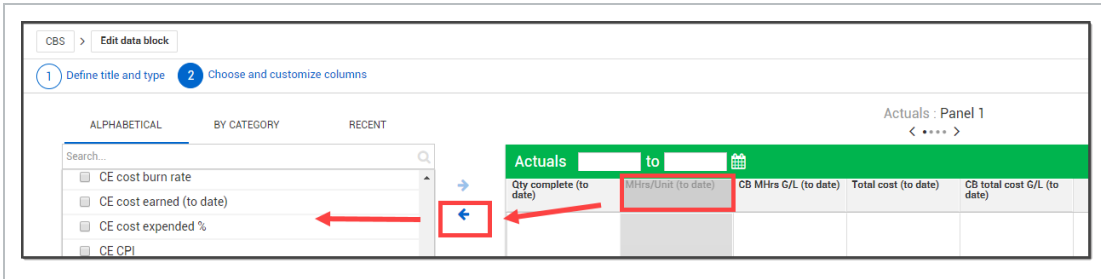 CBS > Edit data block
1 Define title and type 2 Choose and customize columns
Actuals : Panel 1
ALPHABETICAL BY CATEGORY RECENT
< >
Search...
Actuals to
CE cost burn rate
Qty complete (to date)
MHrs/Unit (to date)
CB MHrs G/L (to date)
Total cost (to date)
CB total cost G/L (to date)
CE cost earned (to date)
CE cost expended %
CE CPI